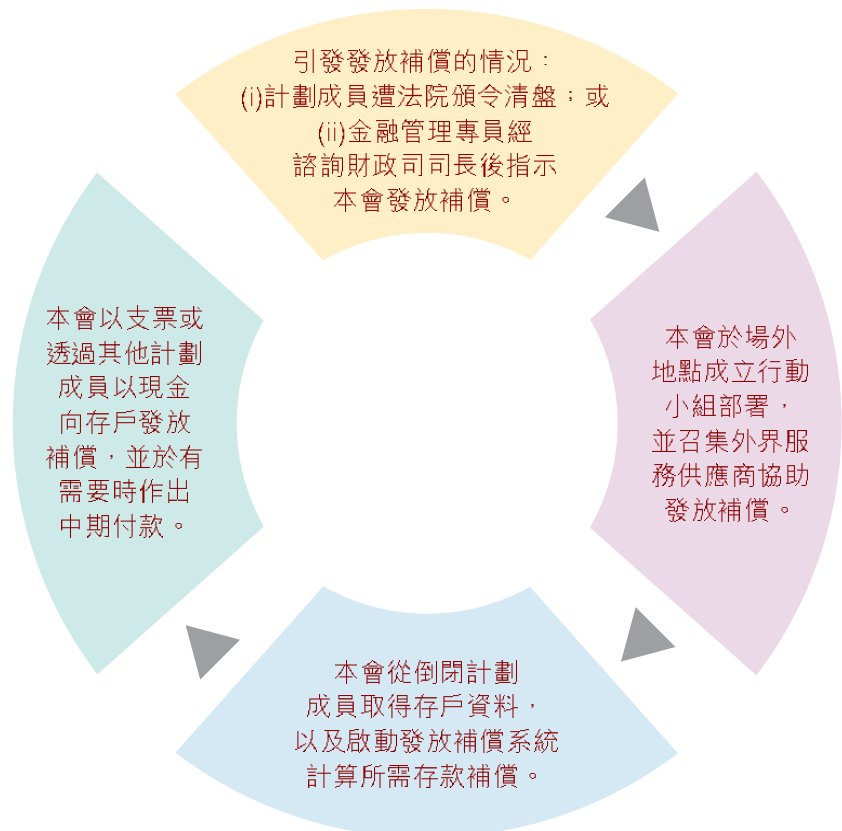 引發發放補償的情況：
(i)計劃成員遭法院頒令清盤；或
(ii)金融管理專員經
諮詢財政司司長後指示
本會發放補償。
本會於場外
地點成立行動
小組部署，
並召集外界服
務供應商協助
發放補償。
本會從倒閉計劃
成員取得存戶資料，
以及啟動發放補償系統
計算所需存款補償。
本會以支票或
透過其他計劃
成員以現金
向存戶發放
補償，並於有
需要時作出
中期付款。